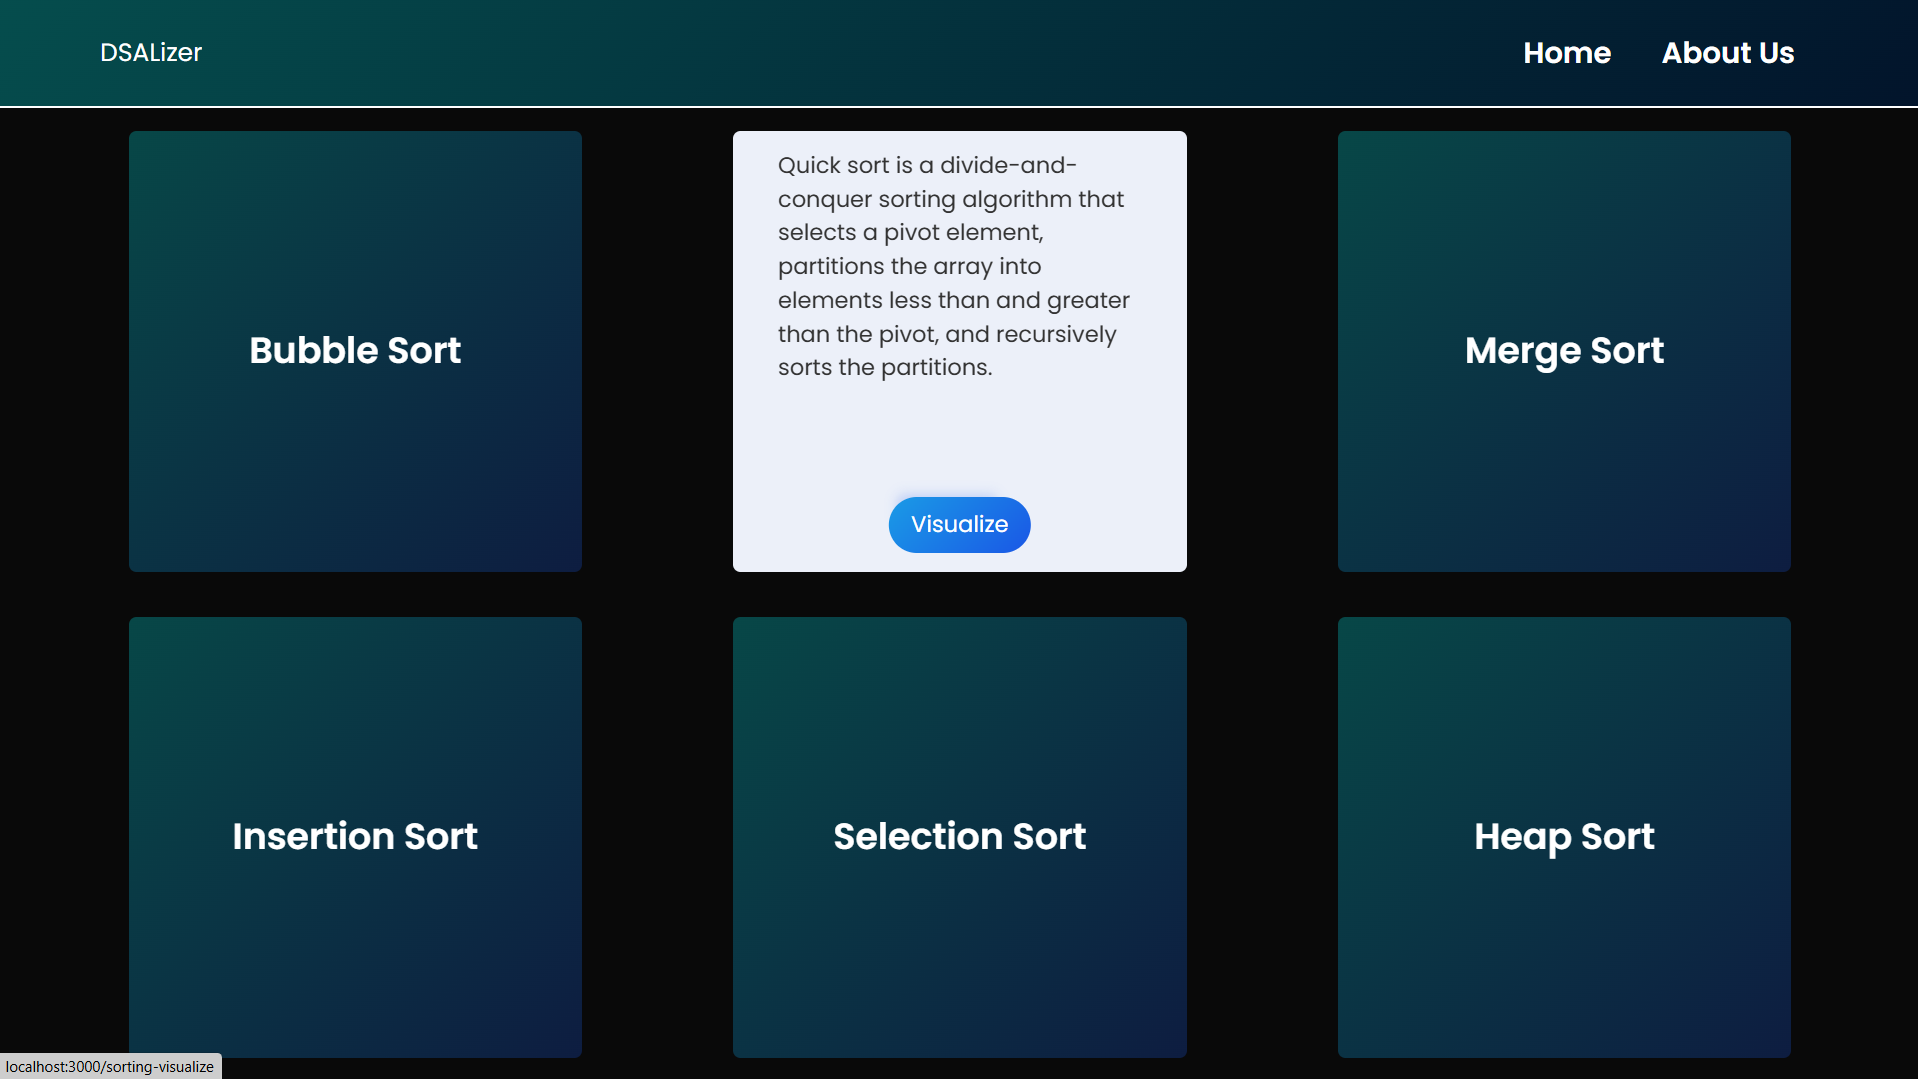 DSALizer
Home
About Us
Bubble Sort
Quick sort is a divide-and-
conquer sorting algorithm that
selects a pivot element,
partitions the array into
elements less than and greater
than the pivot, and recursively
sorts the partitions.
Visualize
Merge Sort
Insertion Sort
Selection Sort
Heap Sort
localhost:3000/sorting-visualize